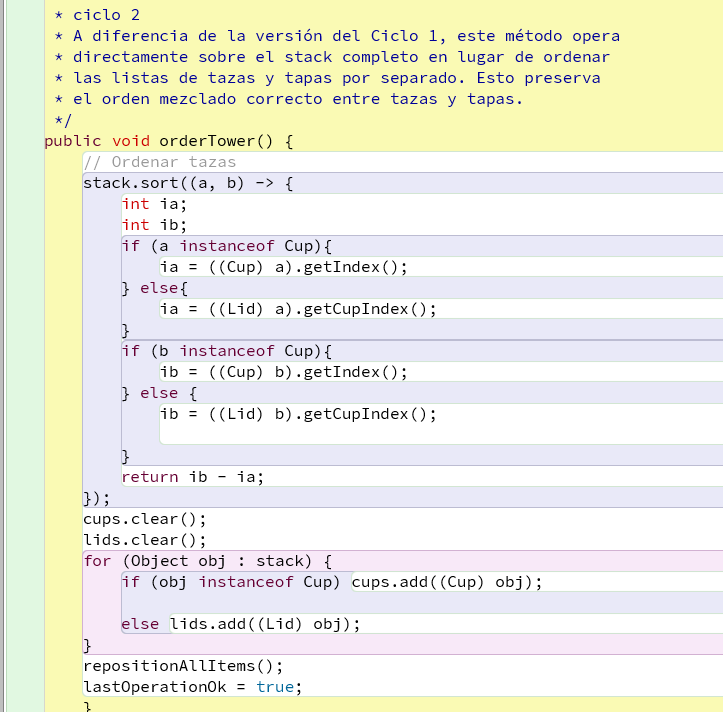 * ciclo 2
* A diferencia de la versión del Ciclo 1, este método opera
* directamente sobre el stack completo en lugar de ordenar
* las listas de tazas y tapas por separado. Esto preserva
* el orden mezclado correcto entre tazas y tapas.
*/
public void orderTower() {
// Ordenar tazas
stack.sort((a, b) -> {
int ia;
int ib;
if (a instanceof Cup){
ia = ((Cup) a).getIndex();
} else{
ia = ((Lid) a).getCupIndex();
}
if (b instanceof Cup){
ib = ((Cup) b).getIndex();
} else {
ib = ((Lid) b).getCupIndex();
}
return ib - ia;
});
cups.clear();
lids.clear();
for (Object obj : stack) {
if (obj instanceof Cup) cups.add((Cup) obj);
else lids.add((Lid) obj);
}
repositionAllItems();
lastOperationOk = true;
}